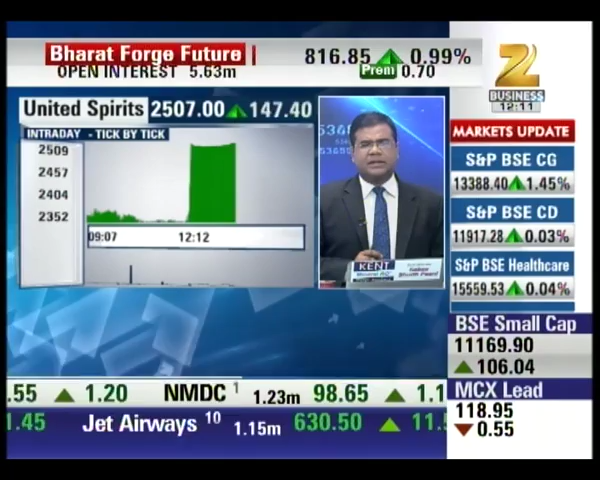 Bharat Forge Future
816.85 0.99%
OPEN INTEREST 5.63m
Prem 0.70
Z
BUSINESS
12:11
United Spirits 2507.00 147.40
INTRADAY - TICK BY TICK
2509
2457
2404
2352
09:07 12:12
KENT
MARKETS UPDATE
S&P BSE CG
13388.40 1.45%
S&P BSE CD
11917.28 0.03%
S&P BSE Healthcare
15559.53 0.04%
BSE Small Cap
11169.90
106.04
MCX Lead
118.95
0.55
.55 1.20 NMDC 1 1.23m 98.65 1.1
1.45 Jet Airways 10 1.15m 630.50 11.5